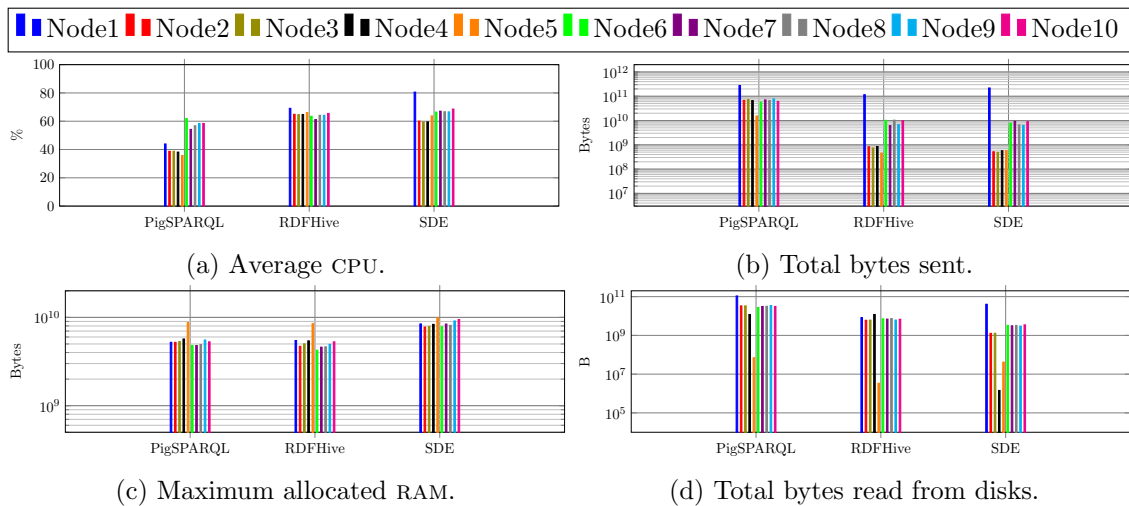 Node1 Node2 Node3 Node4 Node5 Node6 Node7 Node8 Node9 Node10
100
80
60
40
20
0
%
PigSPARQL RDFHive SDE
(a) Average CPU.
10^12
10^11
10^10
10^9
10^8
10^7
Bytes
PigSPARQL RDFHive SDE
(b) Total bytes sent.
10^10
10^9
Bytes
PigSPARQL RDFHive SDE
(c) Maximum allocated RAM.
10^11
10^9
10^7
10^5
B
PigSPARQL RDFHive SDE
(d) Total bytes read from disks.